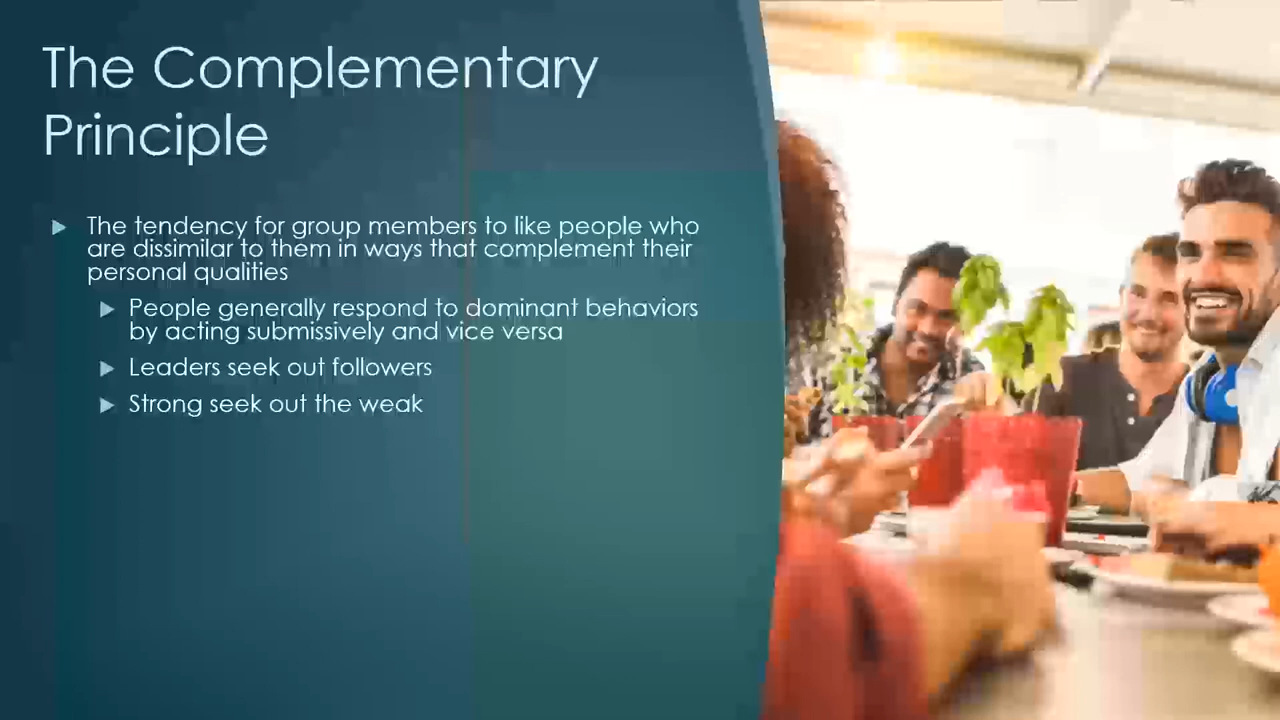 The Complementary
Principle
The tendency for group members to like people who
are dissimilar to them in ways that complement their
personal qualities
People generally respond to dominant behaviors
by acting submissively and vice versa
Leaders seek out followers
Strong seek out the weak